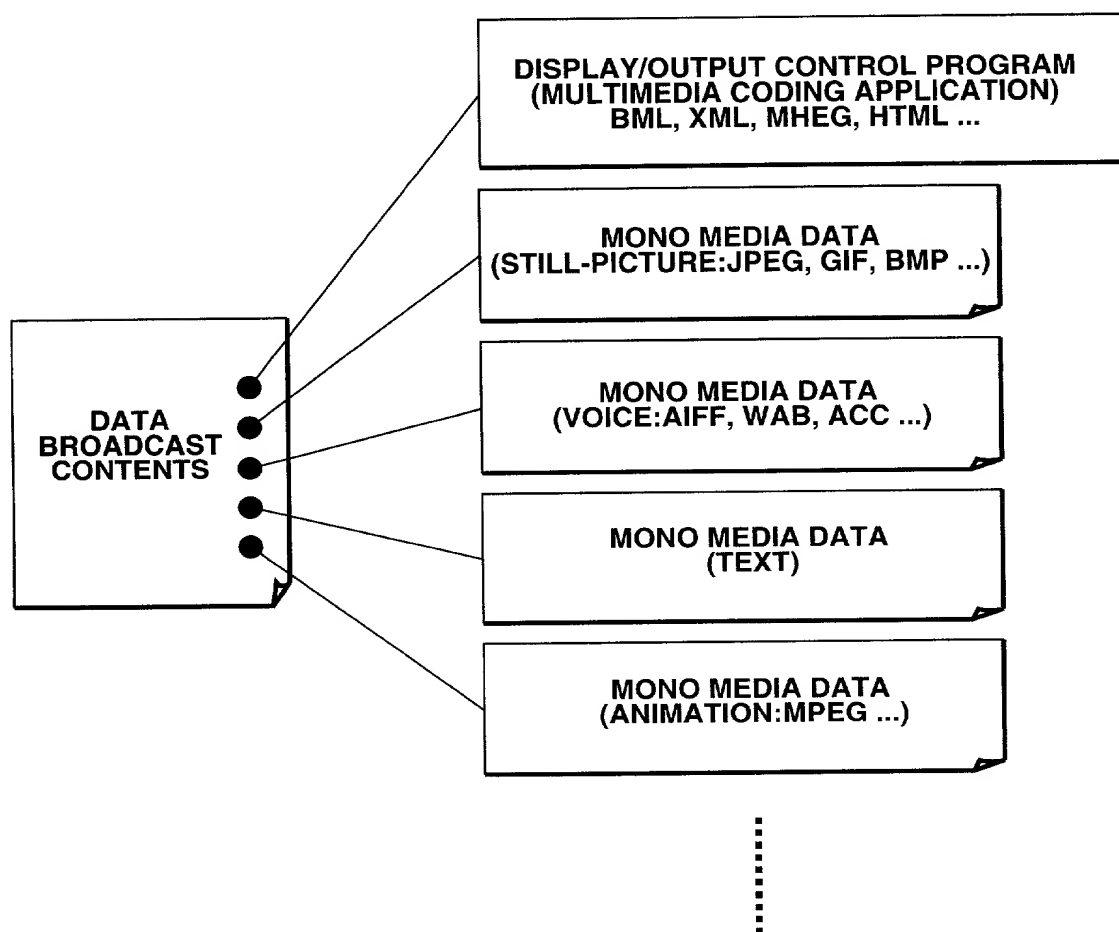 DISPLAY/OUTPUT CONTROL PROGRAM
(MULTIMEDIA CODING APPLICATION)
BML, XML, MHEG, HTML ...
MONO MEDIA DATA
(STILL-PICTURE:JPEG, GIF, BMP ...)
DATA
BROADCAST
CONTENTS
MONO MEDIA DATA
(VOICE:AIFF, WAB, ACC ...)
MONO MEDIA DATA
(TEXT)
MONO MEDIA DATA
(ANIMATION:MPEG ...)